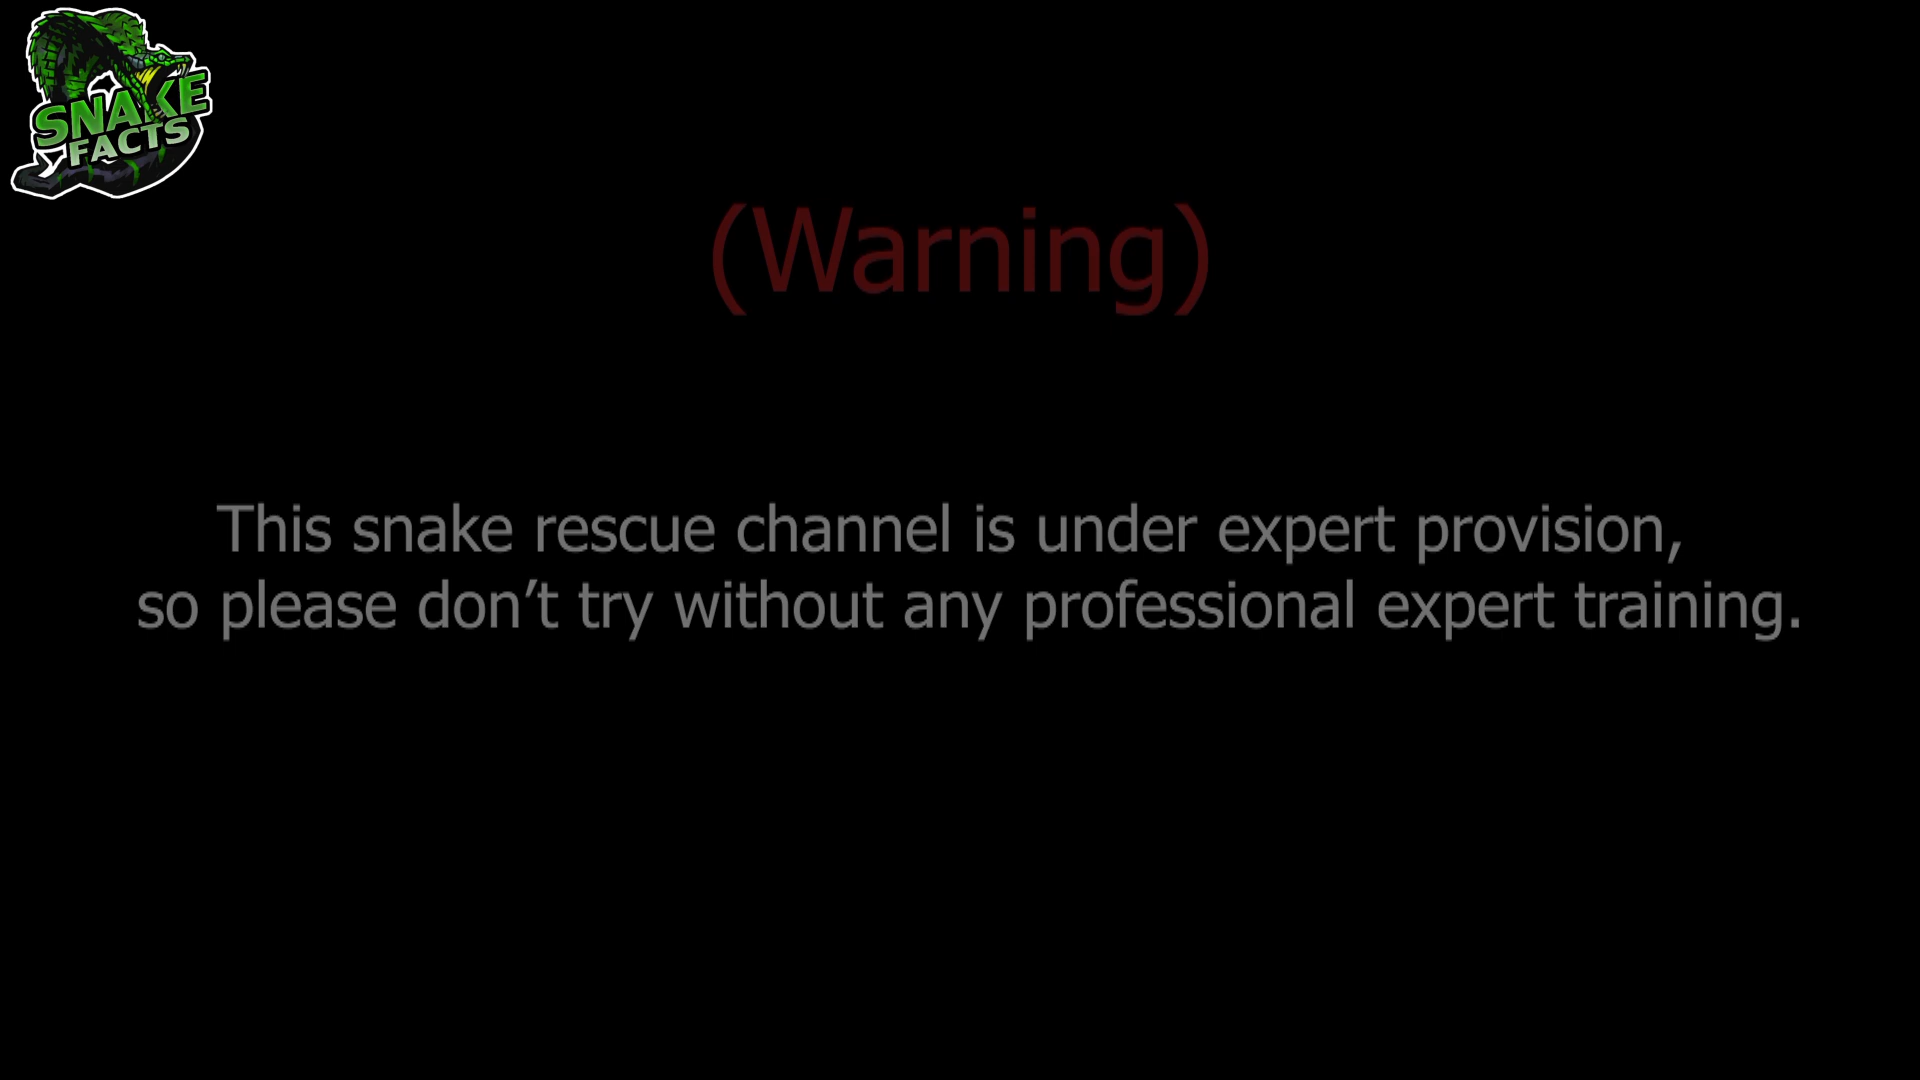 SNAKE
FACTS
(Warning)
This snake rescue channel is under expert provision,
so please don’t try without any professional expert training.